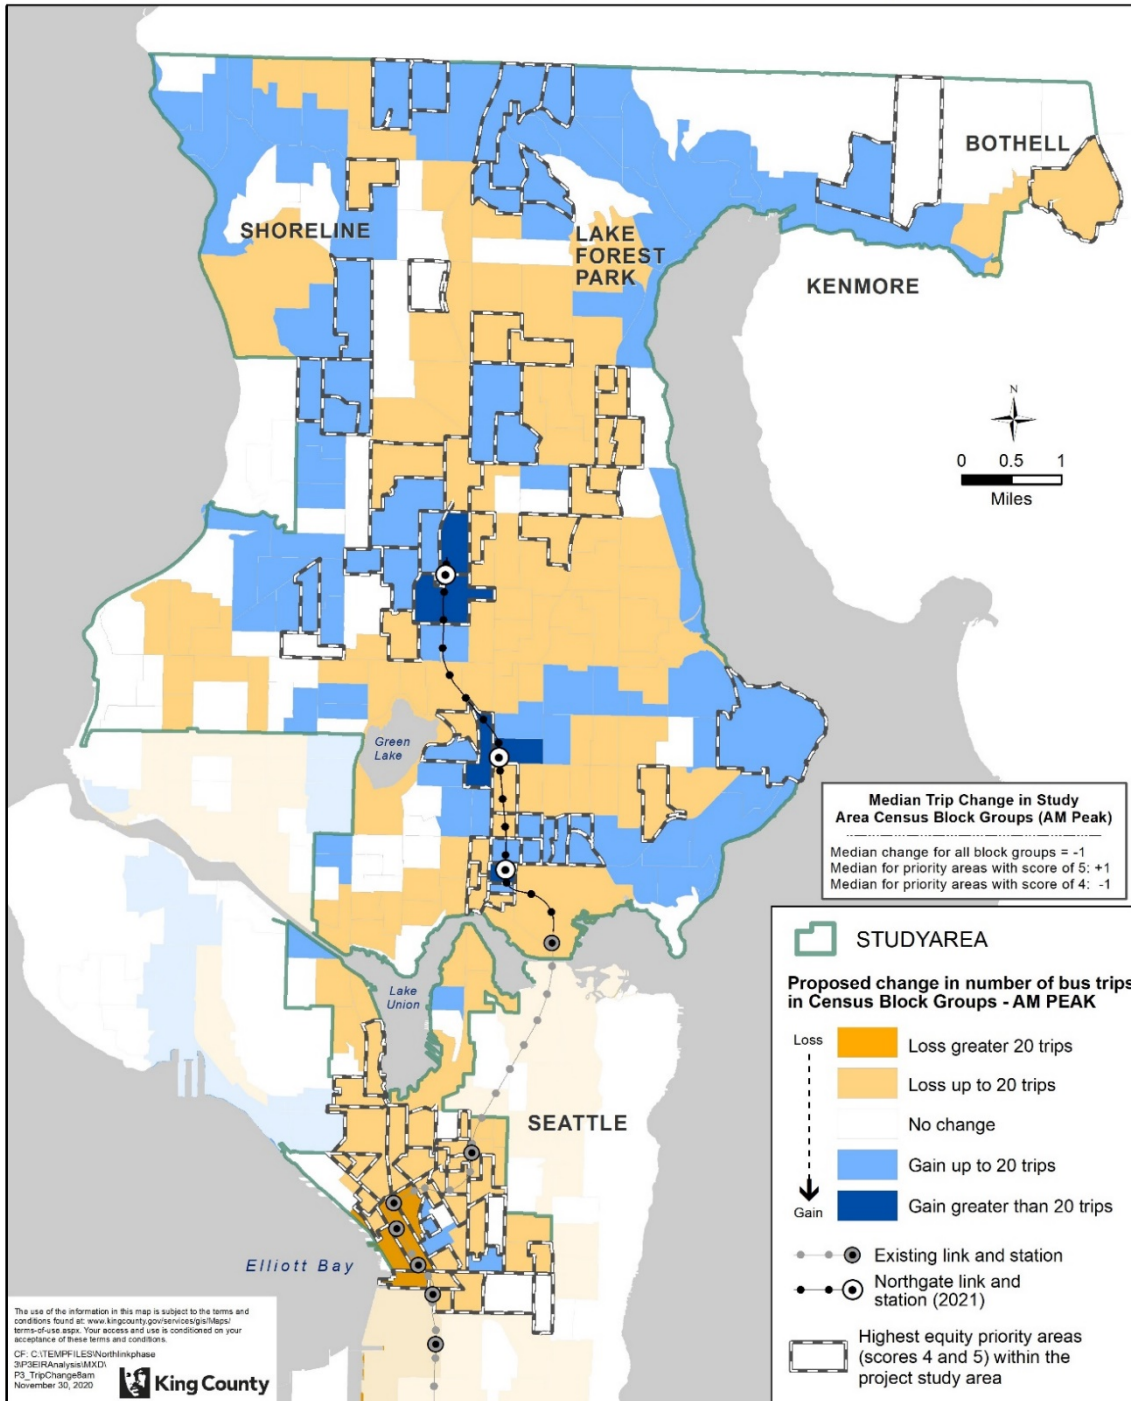 BOTHELL
SHORELINE
LAKE
FOREST
PARK
KENMORE
N
0 0.5 1
Miles
Green
Lake
Median Trip Change in Study
Area Census Block Groups (AM Peak)
Median change for all block groups = -1
Median for priority areas with score of 5: +1
Median for priority areas with score of 4: -1
STUDYAREA
Proposed change in number of bus trips
in Census Block Groups - AM PEAK
Loss
Loss greater 20 trips
Loss up to 20 trips
No change
Gain up to 20 trips
Gain
Gain greater than 20 trips
Existing link and station
Northgate link and
station (2021)
Highest equity priority areas
(scores 4 and 5) within the
project study area
Lake
Union
SEATTLE
Elliott Bay
The use of the information in this map is subject to the terms and
conditions found at: www.kingcounty.gov/services/gis/Maps/
terms-of-use.aspx. Your access and use is conditioned on your
acceptance of these terms and conditions.
CF: C:\TEMPFILES\Northlinkphase
3\P3EIRAnalysis\MXD\
P3_TripChange8am
November 30, 2020
King County